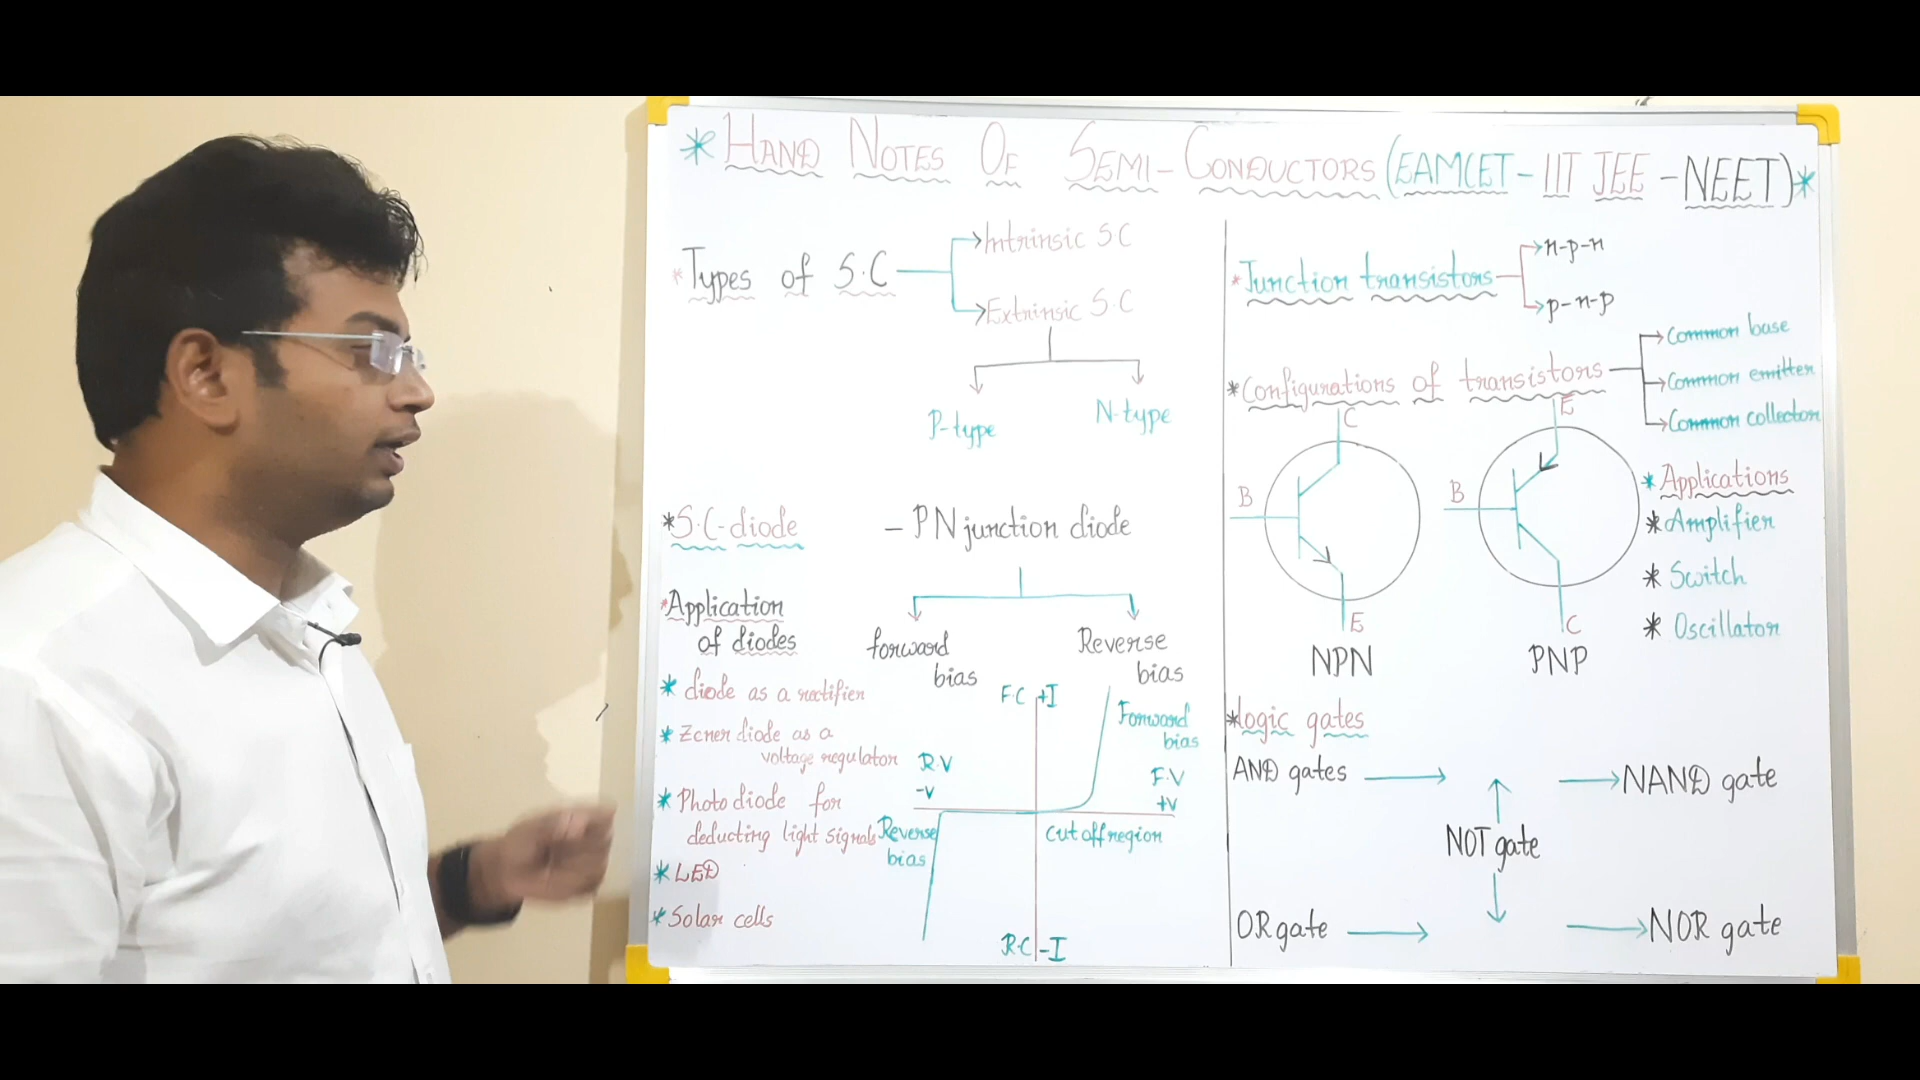 * HAND NOTES OF SEMI-CONDUCTORS (EAMCET - IIT JEE - NEET) *
* Types of S.C
Intrinsic S C
Extrinsic S C
P-type
N-type
* S.C-diode
- PN junction diode
forward bias
Reverse bias
* Application
of diodes
* diode as a rectifier
* Zener diode as a
voltage regulator
* Photo diode for
deducting light signals
* LED
* Solar cells
F.C +I
Forward
bias
R.V
-V
F.V
+V
Reverse
bias
Cut off region
R.C -I
* Junction transistors
n-p-n
p-n-p
* Configurations of transistors
Common base
Common emitter
Common collector
C
B
E
NPN
E
B
C
PNP
* Applications
* Amplifier
* Switch
* Oscillator
* logic gates
AND gates
NAND gate
NOT gate
OR gate
NOR gate